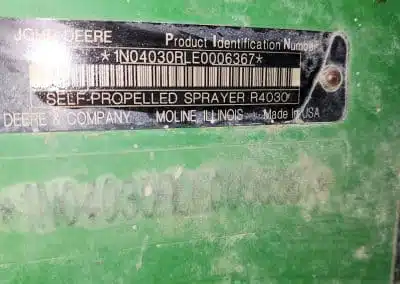 JOHN DEERE Product Identification Number
*1N04030RLE0006367*
SELF-PROPELLED SPRAYER R4030
DEERE & COMPANY MOLINE, ILLINOIS Made In USA